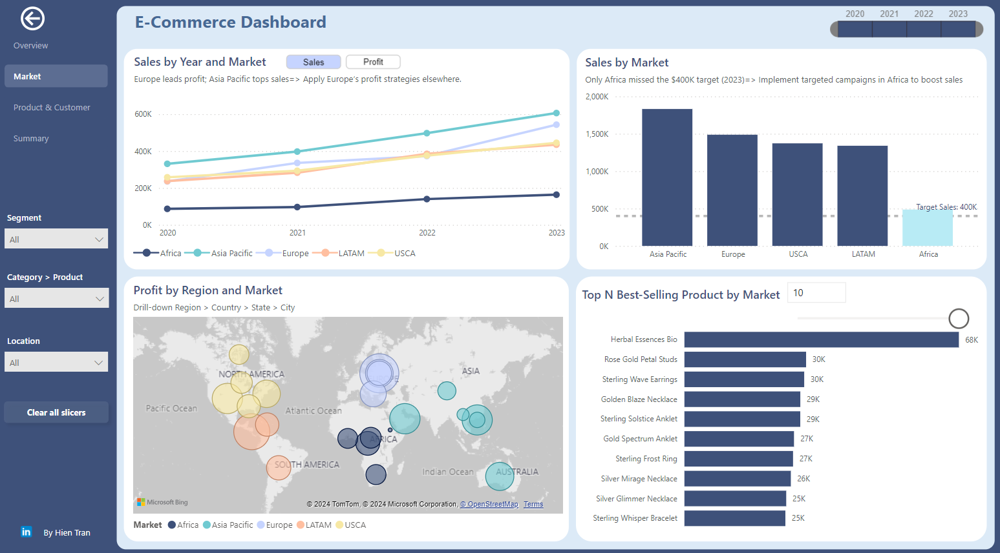 Overview
Market
Product & Customer
Summary
Segment
All
Category > Product
All
Location
All
Clear all slicers
in
By Hien Tran
E-Commerce Dashboard
2020 2021 2022 2023
Sales by Year and Market
Sales
Profit
Europe leads profit; Asia Pacific tops sales=> Apply Europe's profit strategies elsewhere.
600K
400K
200K
0K
2020 2021 2022 2023
Africa Asia Pacific Europe LATAM USCA
Sales by Market
Only Africa missed the $400K target (2023)=> Implement targeted campaigns in Africa to boost sales
2,000K
1,500K
1,000K
500K
0K
Target Sales: 400K
Asia Pacific Europe USCA LATAM Africa
Profit by Region and Market
Drill-down Region > Country > State > City
NORTH AMERICA
EUROPE
ASIA
Pacific Ocean
Atlantic Ocean
AFRICA
SOUTH AMERICA
Indian Ocean
AUSTRALIA
Microsoft Bing
© 2024 TomTom, © 2024 Microsoft Corporation, © OpenStreetMap Terms
Market Africa Asia Pacific Europe LATAM USCA
Top N Best-Selling Product by Market
10
Herbal Essences Bio 68K
Rose Gold Petal Studs 30K
Sterling Wave Earrings 30K
Golden Blaze Necklace 29K
Sterling Solstice Anklet 29K
Gold Spectrum Anklet 27K
Sterling Frost Ring 27K
Silver Mirage Necklace 26K
Silver Glimmer Necklace 25K
Sterling Whisper Bracelet 25K